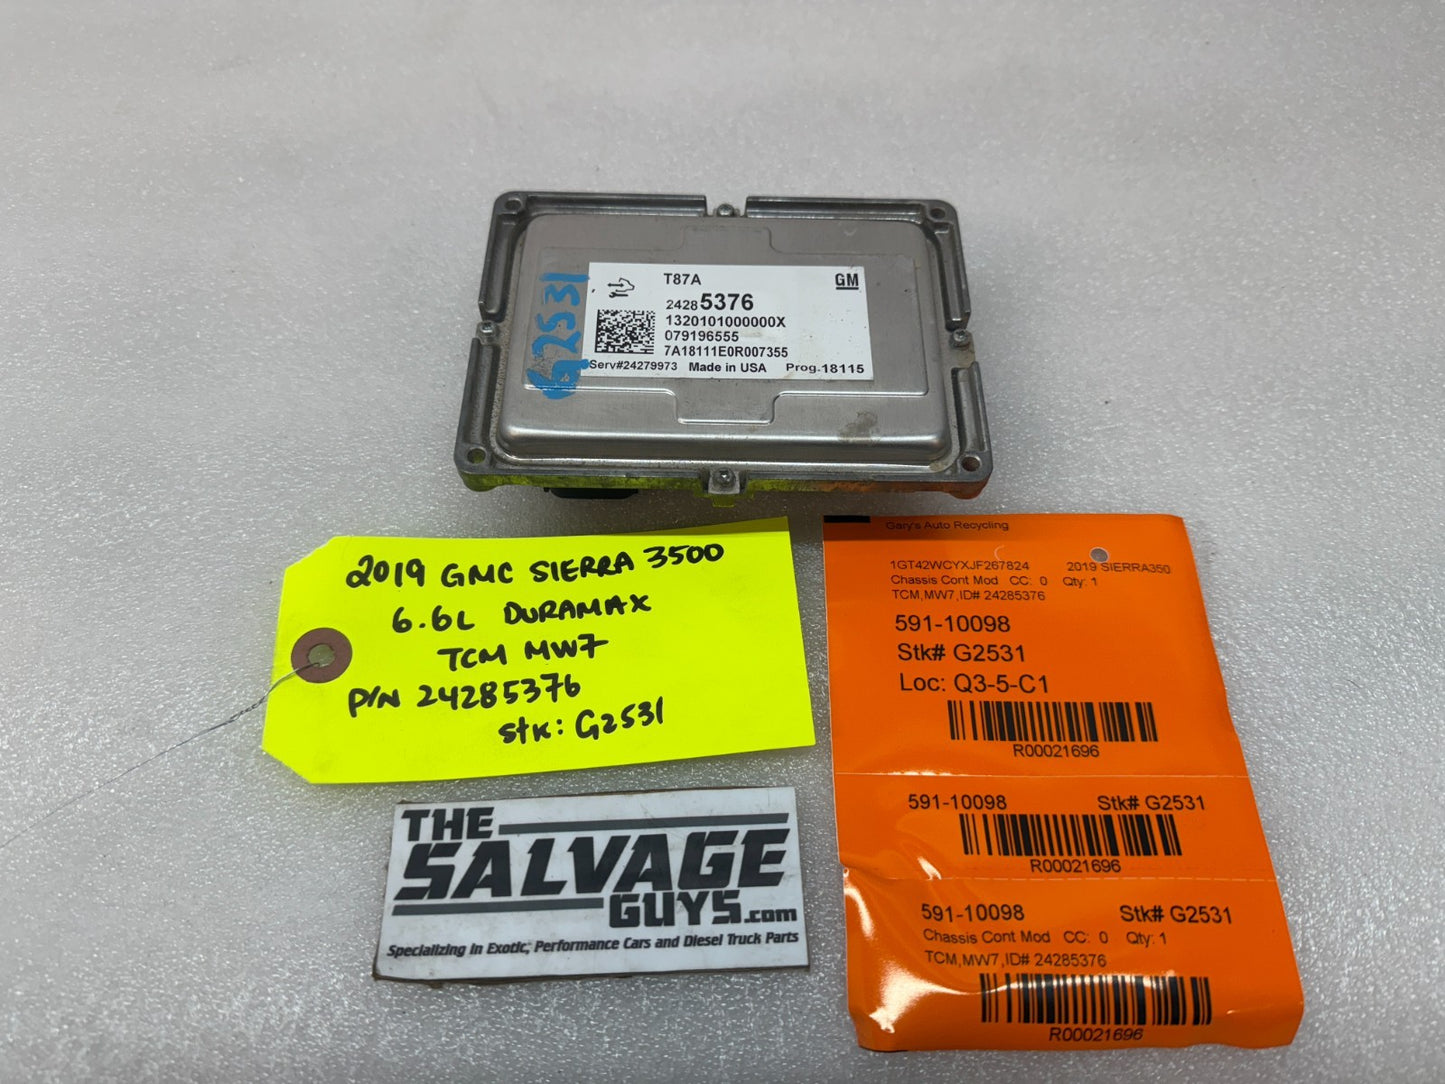 T87A
GM
24285376
1320101000000X
079196555
7A18111E0R007355
Serv#24279973 Made in USA Prog.18115
G2531
2019 GMC SIERRA 3500
6.6L DURAMAX
TCM MW7
P/N 24285376
Stk: G2531
THE
SALVAGE
GUYS.com
Specializing in Exotic, Performance Cars and Diesel Truck Parts
Gary's Auto Recycling
1GT42WCYXJF267824 2019 SIERRA350
Chassis Cont Mod CC: 0 Qty: 1
TCM,MW7,ID# 24285376
591-10098
Stk# G2531
Loc: Q3-5-C1
R00021696
591-10098 Stk# G2531
R00021696
591-10098 Stk# G2531
Chassis Cont Mod CC: 0 Qty: 1
TCM,MW7,ID# 24285376
R00021696